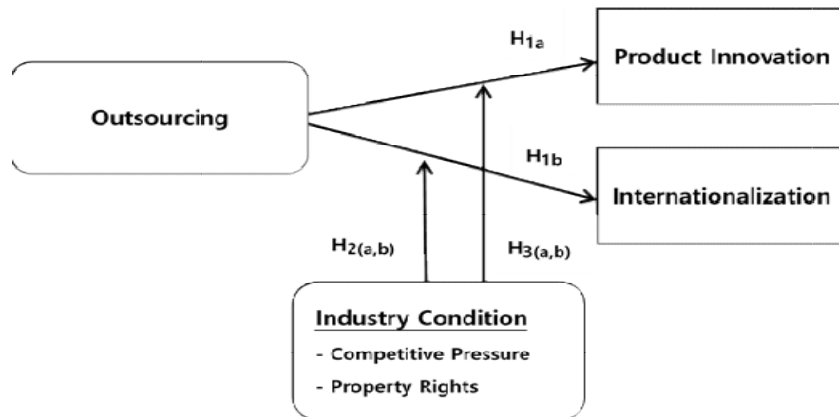 H1a
Product Innovation
Outsourcing
H1b
Internationalization
H2(a,b)
H3(a,b)
Industry Condition
- Competitive Pressure
- Property Rights